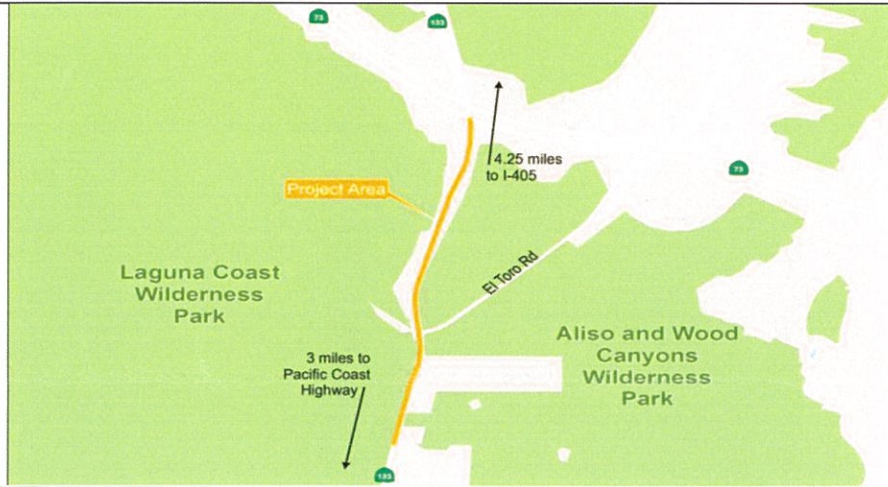 73
133
4.25 miles
to I-405
73
Project Area
El Toro Rd
Laguna Coast
Wilderness
Park
Aliso and Wood
Canyons
Wilderness
Park
3 miles to
Pacific Coast
Highway
133